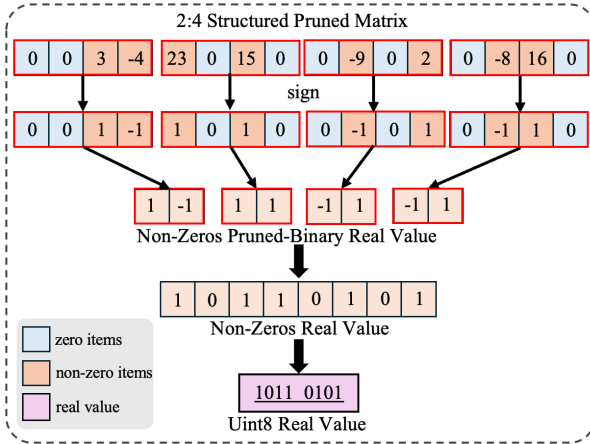 2:4 Structured Pruned Matrix
0 0 3 -4 23 0 15 0 0 -9 0 2 0 -8 16 0
sign
0 0 1 -1 1 0 1 0 0 -1 0 1 0 -1 1 0
1 -1 1 1 -1 1 -1 1
Non-Zeros Pruned-Binary Real Value
1 0 1 1 0 1 0 1
Non-Zeros Real Value
zero items
non-zero items
real value
1011 0101
Uint8 Real Value